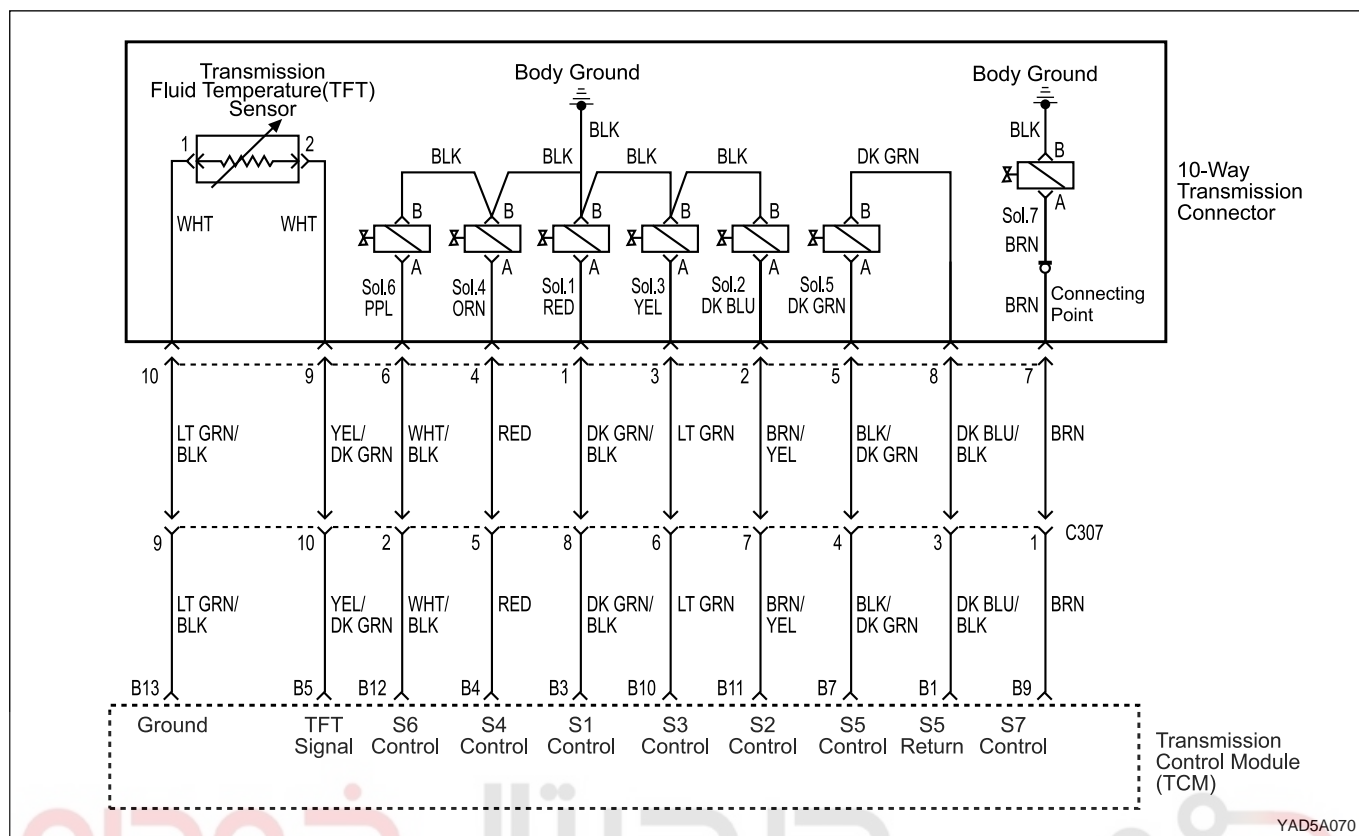 Transmission
Fluid Temperature(TFT)
Sensor
Body Ground
Body Ground
1
2
BLK
BLK
BLK
BLK
BLK
BLK
DK GRN
WHT
WHT
B
B
B
B
B
B
B
A
A
A
A
A
A
A
Sol.6
PPL
Sol.4
ORN
Sol.1
RED
Sol.3
YEL
Sol.2
DK BLU
Sol.5
DK GRN
Sol.7
BRN
Connecting
Point
BRN
10-Way
Transmission
Connector
10
9
6
4
1
3
2
5
8
7
LT GRN/
BLK
YEL/
DK GRN
WHT/
BLK
RED
DK GRN/
BLK
LT GRN
BRN/
YEL
BLK/
DK GRN
DK BLU/
BLK
BRN
9
10
2
5
8
6
7
4
3
1
C307
LT GRN/
BLK
YEL/
DK GRN
WHT/
BLK
RED
DK GRN/
BLK
LT GRN
BRN/
YEL
BLK/
DK GRN
DK BLU/
BLK
BRN
B13
B5
B12
B4
B3
B10
B11
B7
B1
B9
Ground
TFT
Signal
S6
Control
S4
Control
S1
Control
S3
Control
S2
Control
S5
Control
S5
Return
S7
Control
Transmission
Control Module
(TCM)
YAD5A070